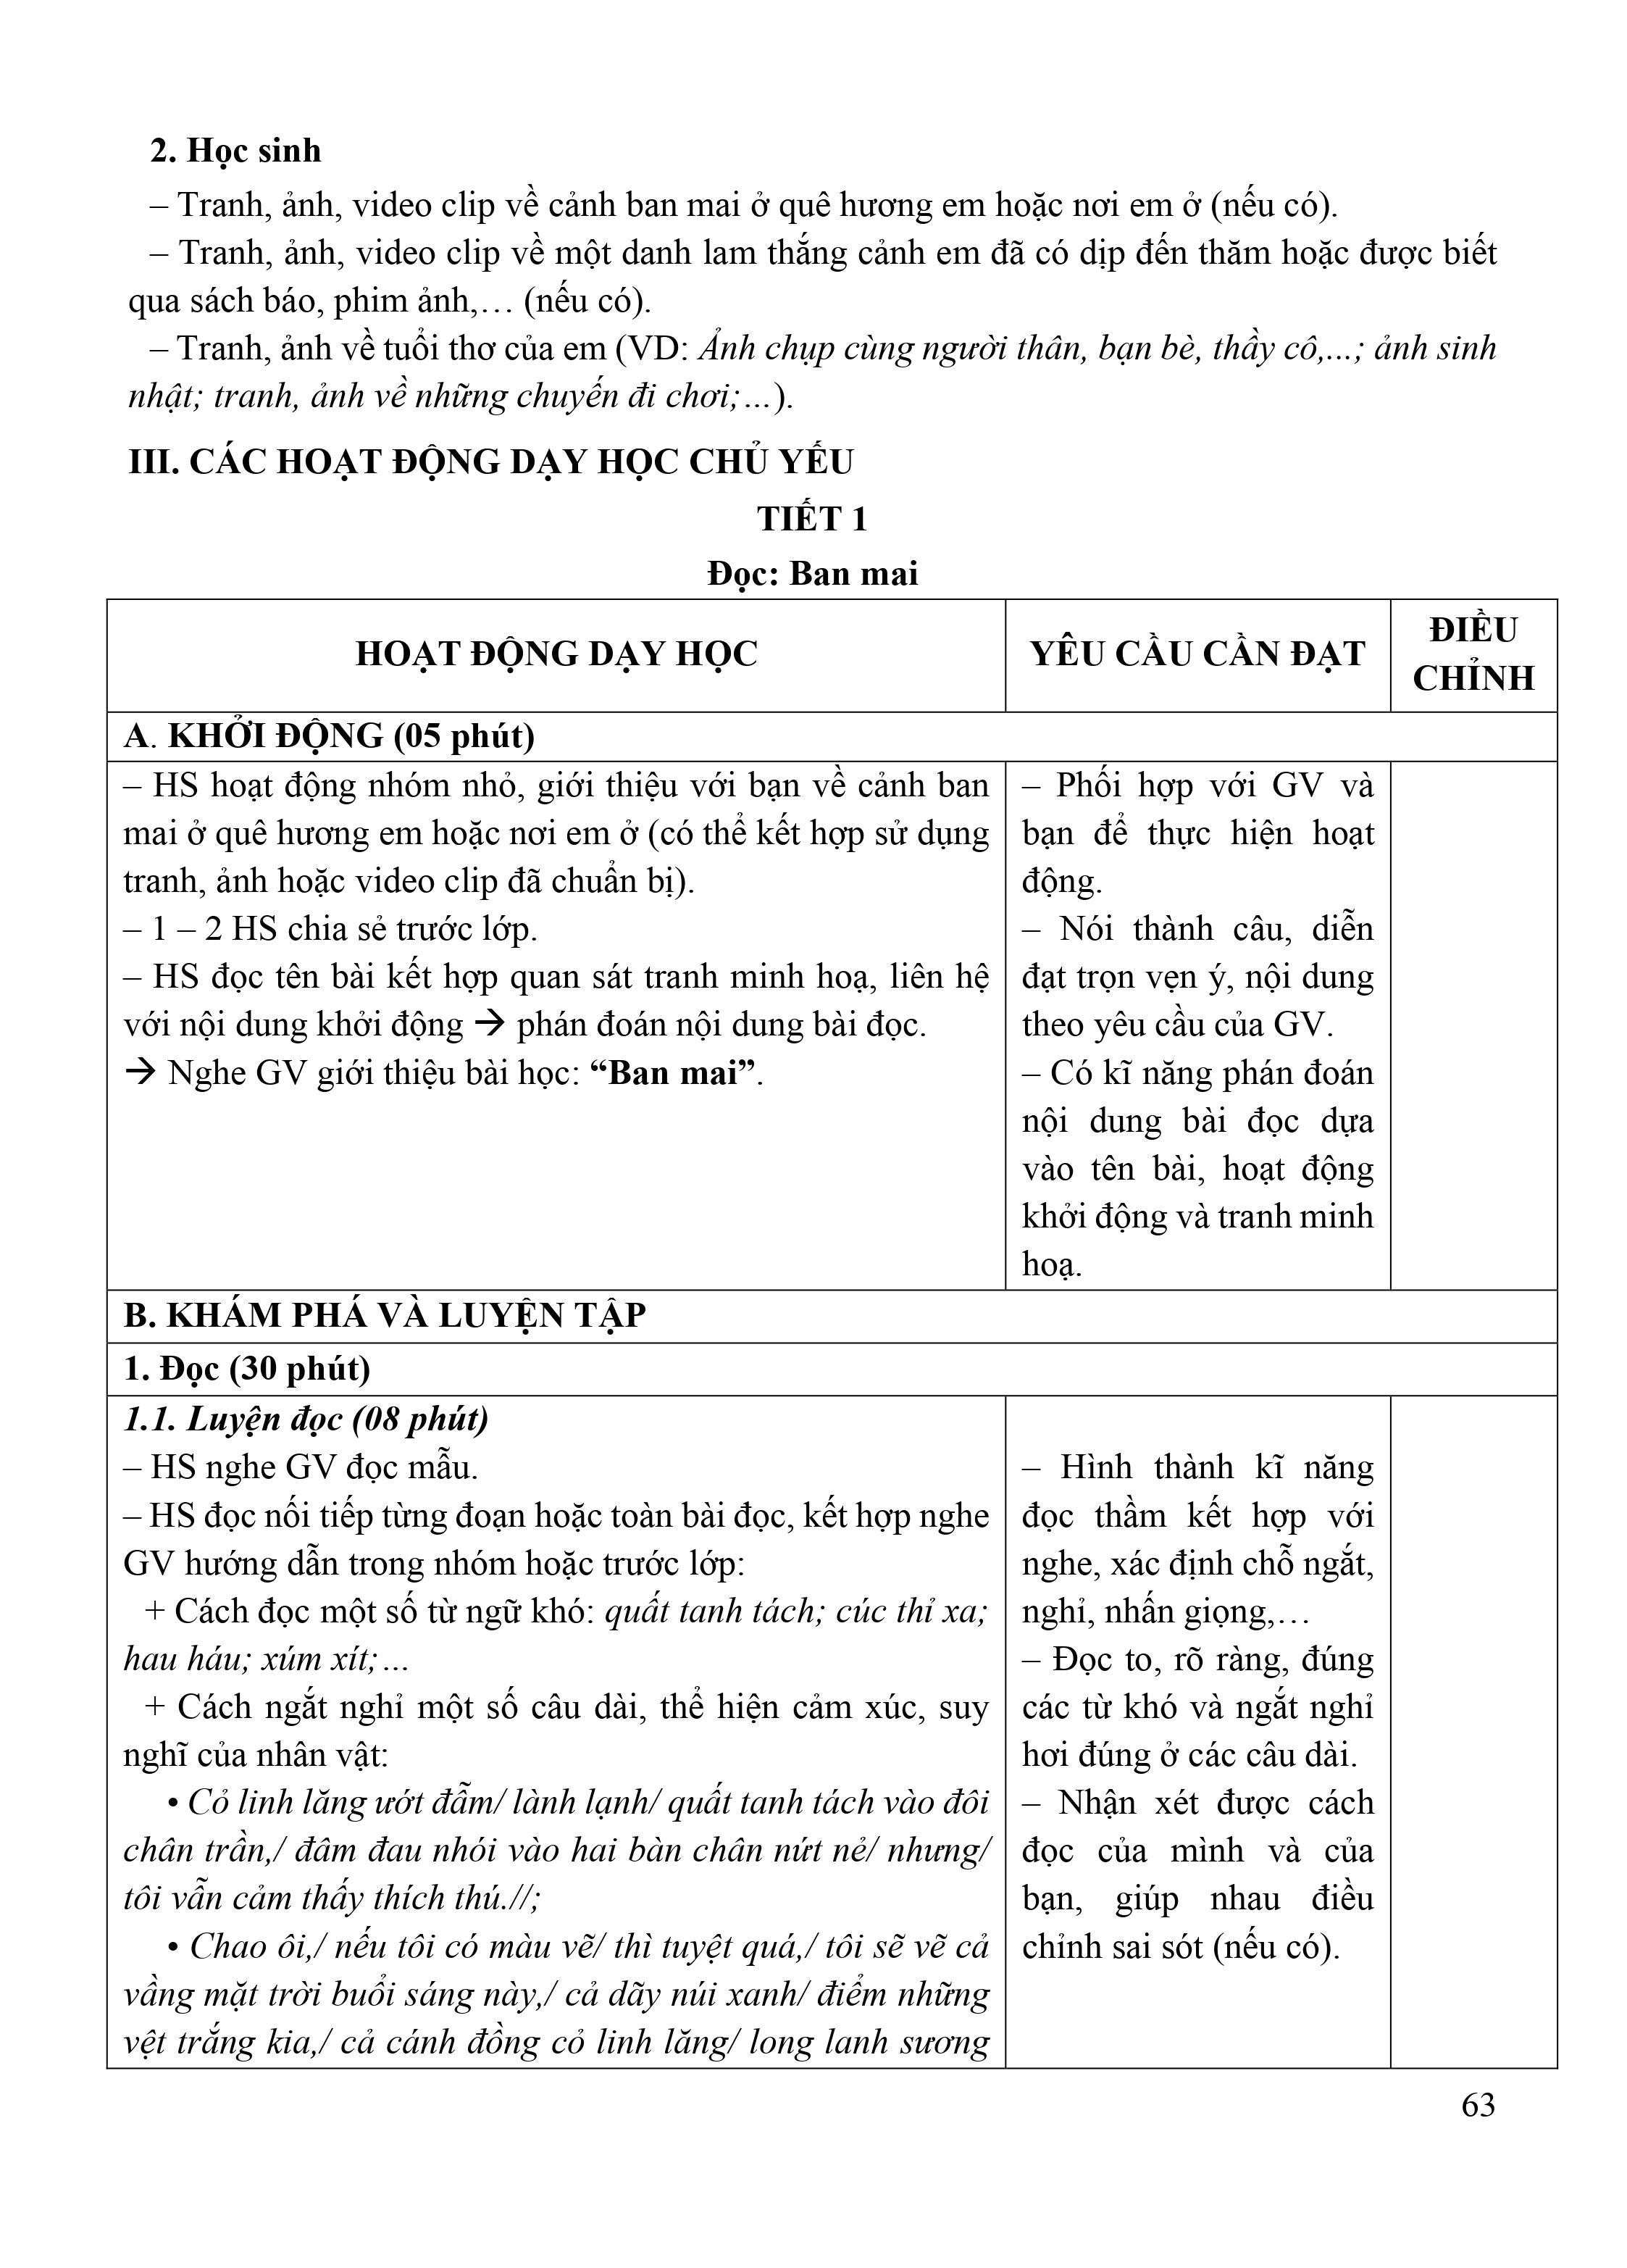 2. Học sinh
– Tranh, ảnh, video clip về cảnh ban mai ở quê hương em hoặc nơi em ở (nếu có).
– Tranh, ảnh, video clip về một danh lam thắng cảnh em đã có dịp đến thăm hoặc được biết
qua sách báo, phim ảnh,… (nếu có).
– Tranh, ảnh về tuổi thơ của em (VD: Ảnh chụp cùng người thân, bạn bè, thầy cô,...; ảnh sinh
nhật; tranh, ảnh về những chuyến đi chơi;…).
III. CÁC HOẠT ĐỘNG DẠY HỌC CHỦ YẾU
TIẾT 1
Đọc: Ban mai
HOẠT ĐỘNG DẠY HỌC
YÊU CẦU CẦN ĐẠT
ĐIỀU
CHỈNH
A. KHỞI ĐỘNG (05 phút)
– HS hoạt động nhóm nhỏ, giới thiệu với bạn về cảnh ban
mai ở quê hương em hoặc nơi em ở (có thể kết hợp sử dụng
tranh, ảnh hoặc video clip đã chuẩn bị).
– 1 – 2 HS chia sẻ trước lớp.
– HS đọc tên bài kết hợp quan sát tranh minh hoạ, liên hệ
với nội dung khởi động → phán đoán nội dung bài đọc.
→ Nghe GV giới thiệu bài học: “Ban mai”.
– Phối hợp với GV và
bạn để thực hiện hoạt
động.
– Nói thành câu, diễn
đạt trọn vẹn ý, nội dung
theo yêu cầu của GV.
– Có kĩ năng phán đoán
nội dung bài đọc dựa
vào tên bài, hoạt động
khởi động và tranh minh
hoạ.
B. KHÁM PHÁ VÀ LUYỆN TẬP
1. Đọc (30 phút)
1.1. Luyện đọc (08 phút)
– HS nghe GV đọc mẫu.
– HS đọc nối tiếp từng đoạn hoặc toàn bài đọc, kết hợp nghe
GV hướng dẫn trong nhóm hoặc trước lớp:
+ Cách đọc một số từ ngữ khó: quất tanh tách; cúc thỉ xa;
hau háu; xúm xít;…
+ Cách ngắt nghỉ một số câu dài, thể hiện cảm xúc, suy
nghĩ của nhân vật:
• Cỏ linh lăng ướt đẫm/ lành lạnh/ quất tanh tách vào đôi
chân trần,/ đâm đau nhói vào hai bàn chân nứt nẻ/ nhưng/
tôi vẫn cảm thấy thích thú.//;
• Chao ôi,/ nếu tôi có màu vẽ/ thì tuyệt quá,/ tôi sẽ vẽ cả
vầng mặt trời buổi sáng này,/ cả dãy núi xanh/ điểm những
vệt trắng kia,/ cả cánh đồng cỏ linh lăng/ long lanh sương
– Hình thành kĩ năng
đọc thầm kết hợp với
nghe, xác định chỗ ngắt,
nghỉ, nhấn giọng,…
– Đọc to, rõ ràng, đúng
các từ khó và ngắt nghỉ
hơi đúng ở các câu dài.
– Nhận xét được cách
đọc của mình và của
bạn, giúp nhau điều
chỉnh sai sót (nếu có).
63